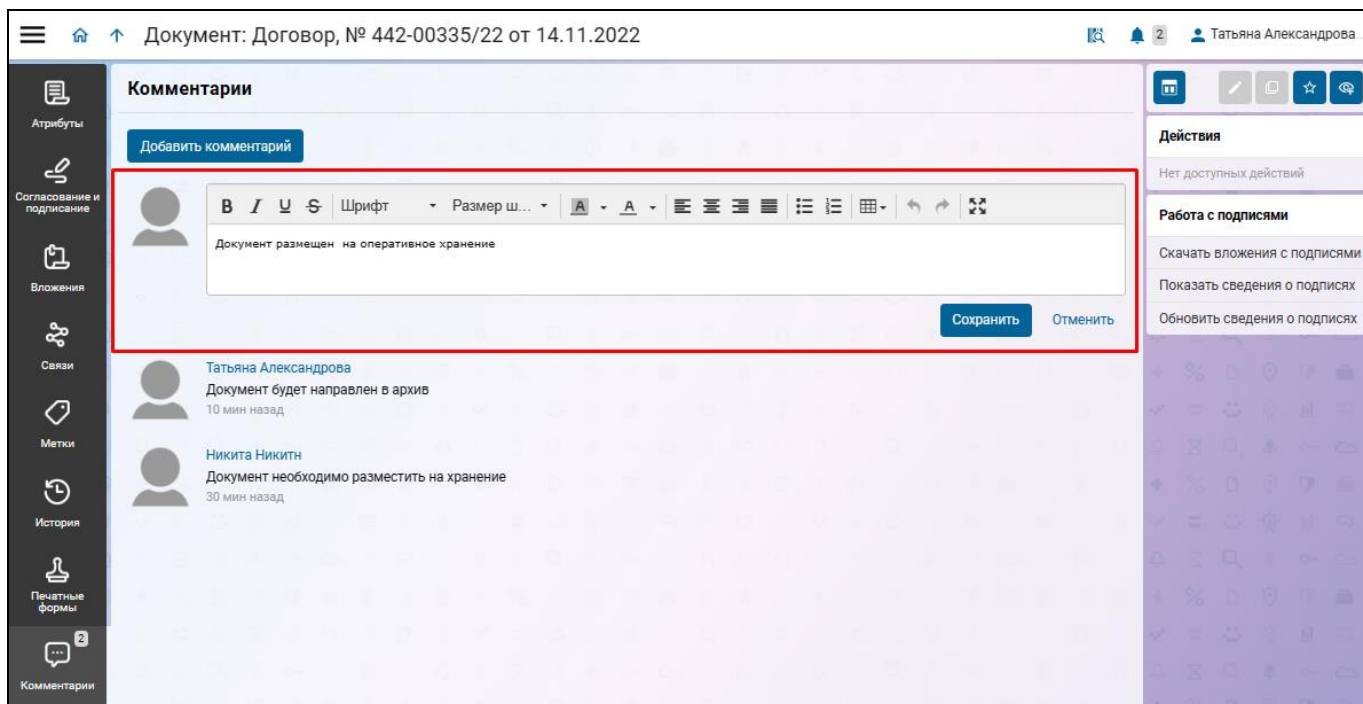 Документ: Договор, № 442-00335/22 от 14.11.2022
2
Татьяна Александрова...
Атрибуты
Согласование и
подписание
Вложения
Связи
Метки
История
Печатные
формы
2
Комментарии
Комментарии
Добавить комментарий
B I U S Шрифт Размер ш... A A
Документ размещен на оперативное хранение
Сохранить Отменить
Татьяна Александрова
Документ будет направлен в архив
10 мин назад
Никита Никитн
Документ необходимо разместить на хранение
30 мин назад
Действия
Нет доступных действий
Работа с подписями
Скачать вложения с подписями
Показать сведения о подписях
Обновить сведения о подписях